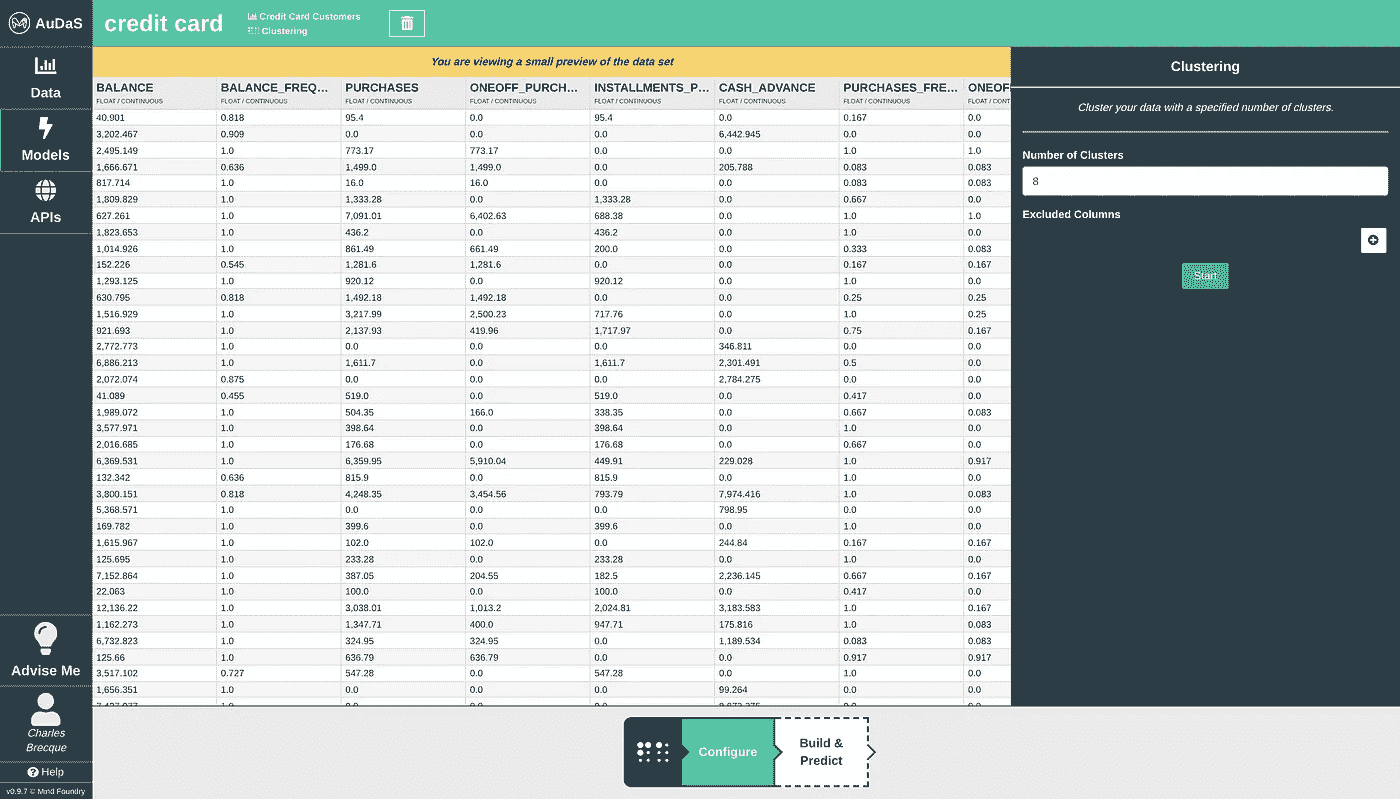 AuDaS
credit card
Credit Card Customers
Clustering
Data
Models
APIs
Advise Me
Charles
Brecque
Help
v0.9.7 © Mind Foundry
You are viewing a small preview of the data set
BALANCE BALANCE_FREQ... PURCHASES ONEOFF_PURCH... INSTALLMENTS_P... CASH_ADVANCE PURCHASES_FRE... ONEOF
FLOAT / CONTINUOUS FLOAT / CONTINUOUS FLOAT / CONTINUOUS FLOAT / CONTINUOUS FLOAT / CONTINUOUS FLOAT / CONTINUOUS FLOAT / CONTINUOUS FLOAT / CONT
40.901 0.818 95.4 0.0 95.4 0.0 0.167 0.0
3,202.467 0.909 0.0 0.0 0.0 6,442.945 0.0 0.0
2,495.149 1.0 773.17 773.17 0.0 0.0 1.0 1.0
1,666.671 0.636 1,499.0 1,499.0 0.0 205.788 0.083 0.083
817.714 1.0 16.0 16.0 0.0 0.0 0.083 0.083
1,809.829 1.0 1,333.28 0.0 1,333.28 0.0 0.667 0.0
627.261 1.0 7,091.01 6,402.63 688.38 0.0 1.0 1.0
1,823.653 1.0 436.2 0.0 436.2 0.0 1.0 0.0
1,014.926 1.0 861.49 661.49 200.0 0.0 0.333 0.083
152.226 0.545 1,281.6 1,281.6 0.0 0.0 0.167 0.167
1,293.125 1.0 920.12 0.0 920.12 0.0 1.0 0.0
630.795 0.818 1,492.18 1,492.18 0.0 0.0 0.25 0.25
1,516.929 1.0 3,217.99 2,500.23 717.76 0.0 1.0 0.25
921.693 1.0 2,137.93 419.96 1,717.97 0.0 0.75 0.167
2,772.773 1.0 0.0 0.0 0.0 346.811 0.0 0.0
6,886.213 1.0 1,611.7 0.0 1,611.7 2,301.491 0.5 0.0
2,072.074 0.875 0.0 0.0 0.0 2,784.275 0.0 0.0
41.089 0.455 519.0 0.0 519.0 0.0 0.417 0.0
1,989.072 1.0 504.35 166.0 338.35 0.0 0.667 0.083
3,577.971 1.0 398.64 0.0 398.64 0.0 1.0 0.0
2,016.685 1.0 176.68 0.0 176.68 0.0 0.667 0.0
6,369.531 1.0 6,359.95 5,910.04 449.91 229.028 1.0 0.917
132.342 0.636 815.9 0.0 815.9 0.0 1.0 0.0
3,800.151 0.818 4,248.35 3,454.56 793.79 7,974.416 1.0 0.083
5,368.571 1.0 0.0 0.0 0.0 798.95 0.0 0.0
169.782 1.0 399.6 0.0 399.6 0.0 1.0 0.0
1,615.967 1.0 102.0 102.0 0.0 244.84 0.167 0.167
125.695 1.0 233.28 0.0 233.28 0.0 1.0 0.0
7,152.864 1.0 387.05 204.55 182.5 2,236.145 0.667 0.167
22.063 1.0 100.0 0.0 100.0 0.0 0.417 0.0
12,136.22 1.0 3,038.01 1,013.2 2,024.81 3,183.583 1.0 0.167
1,162.273 1.0 1,347.71 400.0 947.71 175.816 1.0 0.083
6,732.823 1.0 324.95 324.95 0.0 1,189.534 0.083 0.083
125.66 1.0 636.79 636.79 0.0 0.0 0.917 0.917
3,517.102 0.727 547.28 0.0 547.28 0.0 1.0 0.0
1,656.351 1.0 0.0 0.0 0.0 99.264 0.0 0.0
Clustering
Cluster your data with a specified number of clusters.
Number of Clusters
8
Excluded Columns
Start
Configure
Build &
Predict